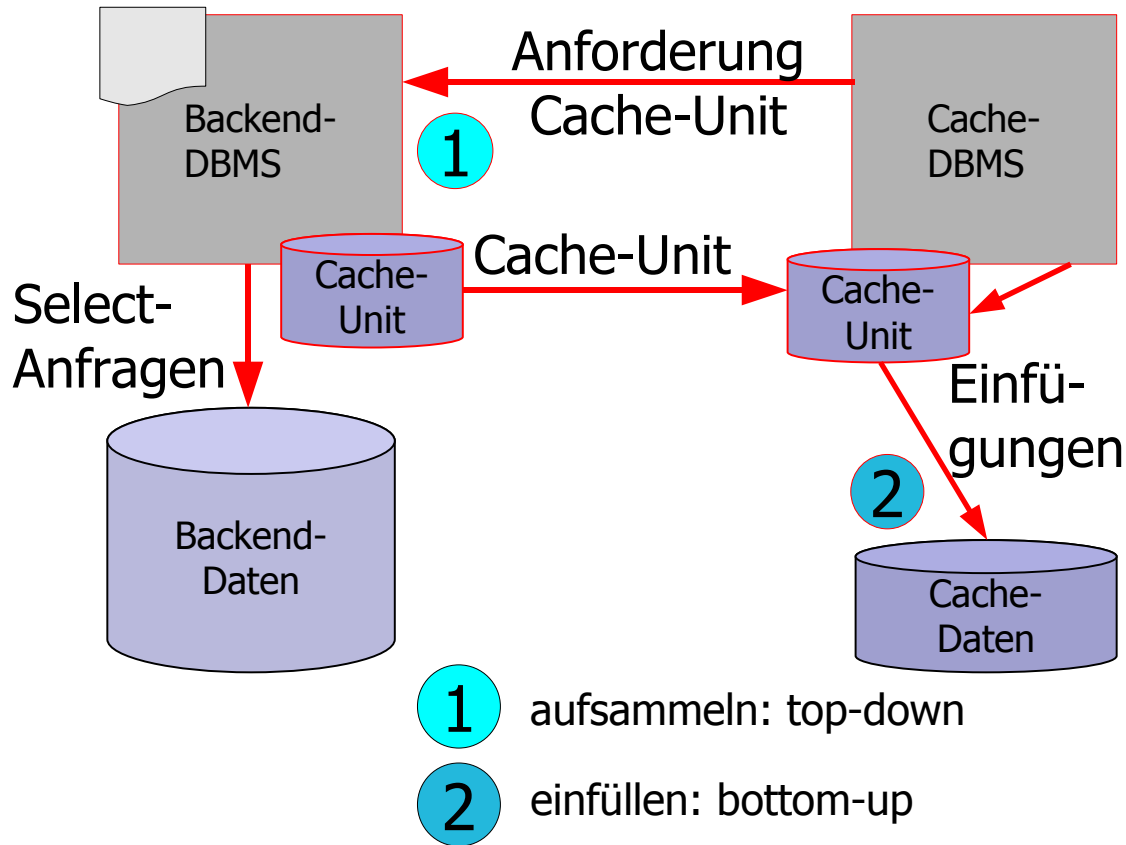 Anforderung
Cache-Unit
Backend-
DBMS
1
Cache-
DBMS
Cache-Unit
Cache-
Unit
Cache-
Unit
Select-
Anfragen
Einfü-
gungen
2
Backend-
Daten
Cache-
Daten
1 aufsammeln: top-down
2 einfüllen: bottom-up